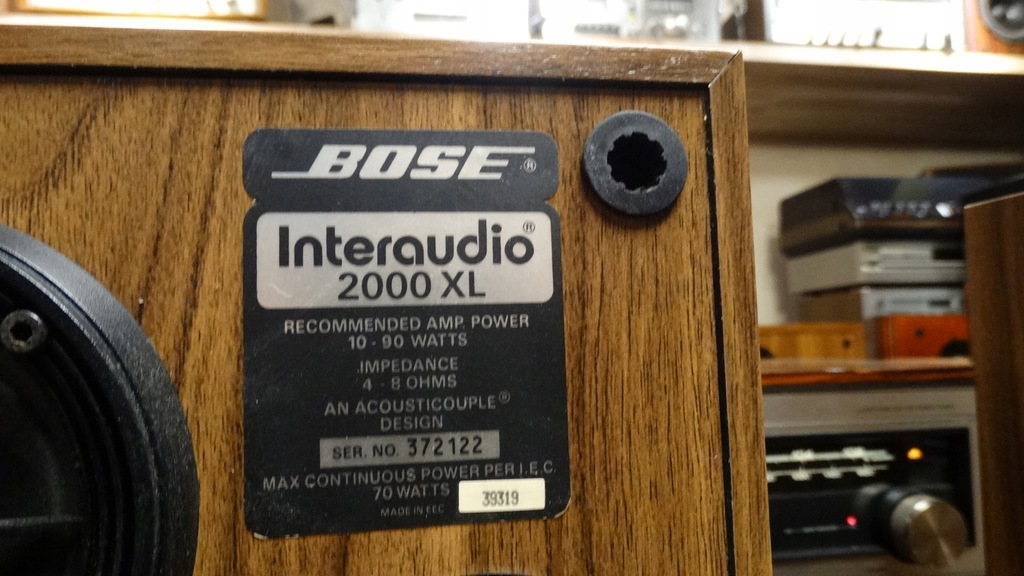 BOSE®
Interaudio®
2000 XL
RECOMMENDED AMP. POWER
10 - 90 WATTS
IMPEDANCE
4 - 8 OHMS
AN ACOUSTICOUPLE®
DESIGN
SER. NO. 372122
MAX CONTINUOUS POWER PER I.E.C.
70 WATTS
39319
MADE IN EEC